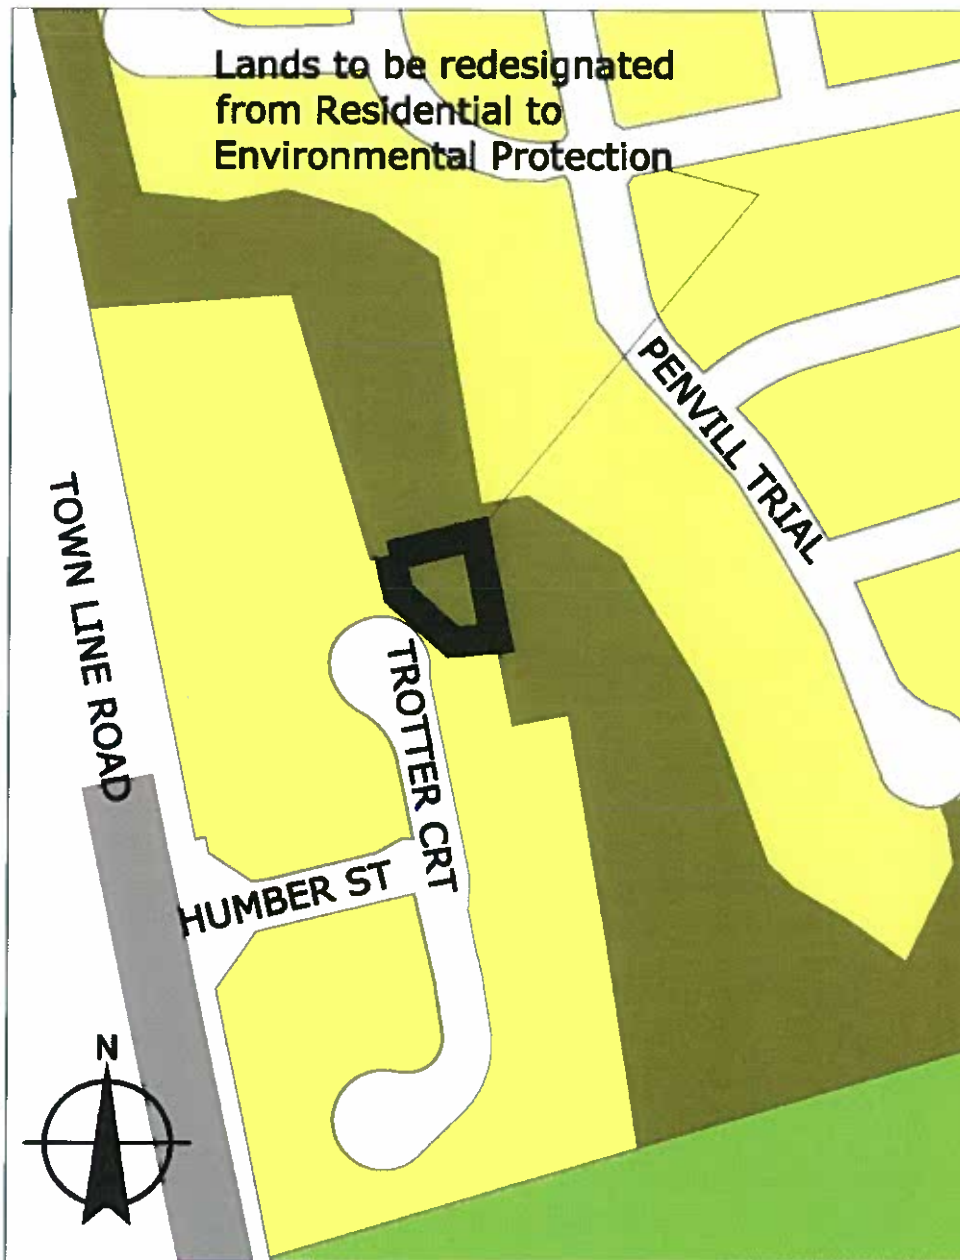 Lands to be redesignated
from Residential to
Environmental Protection
PENVILL TRIAL
TOWN LINE ROAD
TROTTER CRT
HUMBER ST
N